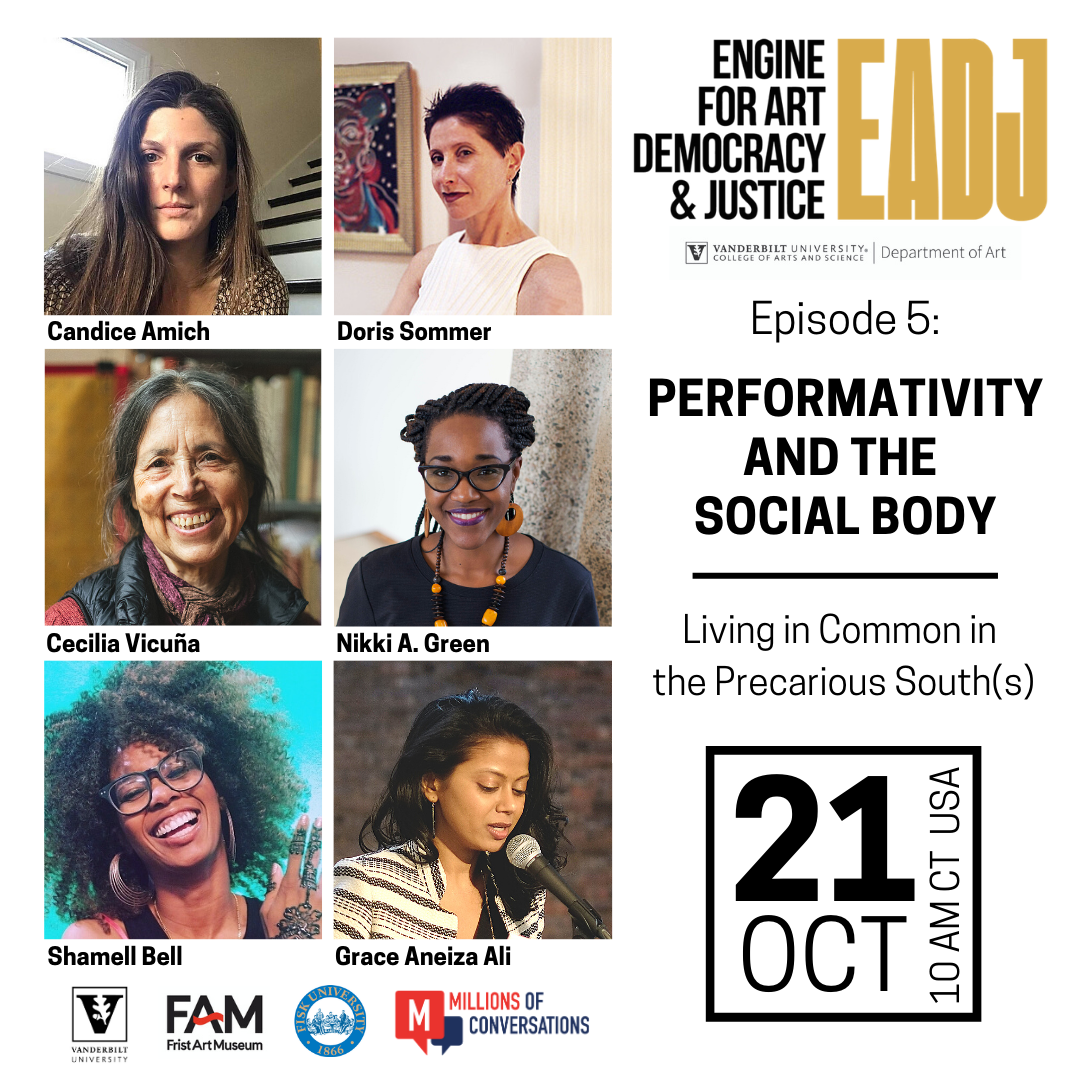 ENGINE
FOR ART
DEMOCRACY
& JUSTICE
EADJ
V VANDERBILT UNIVERSITY®
COLLEGE OF ARTS AND SCIENCE
Department of Art
Episode 5:
PERFORMATIVITY
AND THE
SOCIAL BODY
Living in Common in
the Precarious South(s)
21
OCT
10 AM CT USA
Candice Amich
Doris Sommer
Cecilia Vicuña
Nikki A. Green
Shamell Bell
Grace Aneiza Ali
V
VANDERBILT
UNIVERSITY
FAM
Frist Art Museum
FISK UNIVERSITY
1866
M
MILLIONS OF
CONVERSATIONS